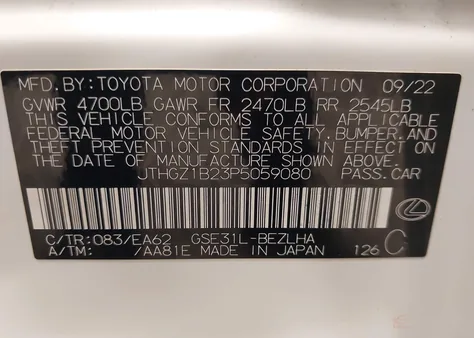 MFD.BY:TOYOTA MOTOR CORPORATION 09/22
GVWR 4700LB GAWR FR 2470LB RR 2545LB
THIS VEHICLE CONFORMS TO ALL APPLICABLE
FEDERAL MOTOR VEHICLE SAFETY, BUMPER, AND
THEFT PREVENTION STANDARDS IN EFFECT ON
THE DATE OF MANUFACTURE SHOWN ABOVE.
JTHGZ1B23P5059080 PASS.CAR
C/TR:083/EA62 GSE31L-BEZLHA
A/TM: /AA81E MADE IN JAPAN 126 C